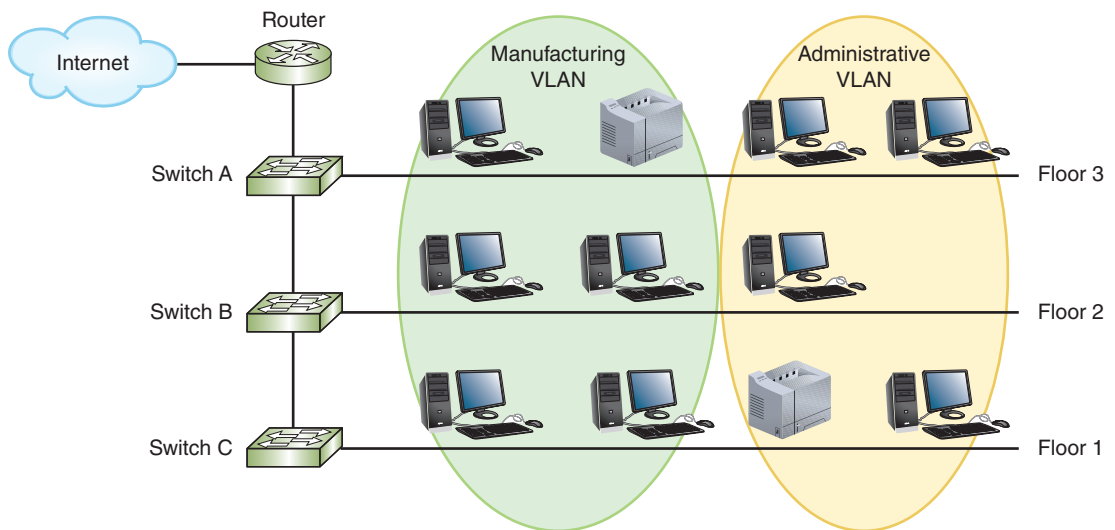 Router
Internet
Manufacturing
VLAN
Administrative
VLAN
Switch A
Floor 3
Switch B
Floor 2
Switch C
Floor 1